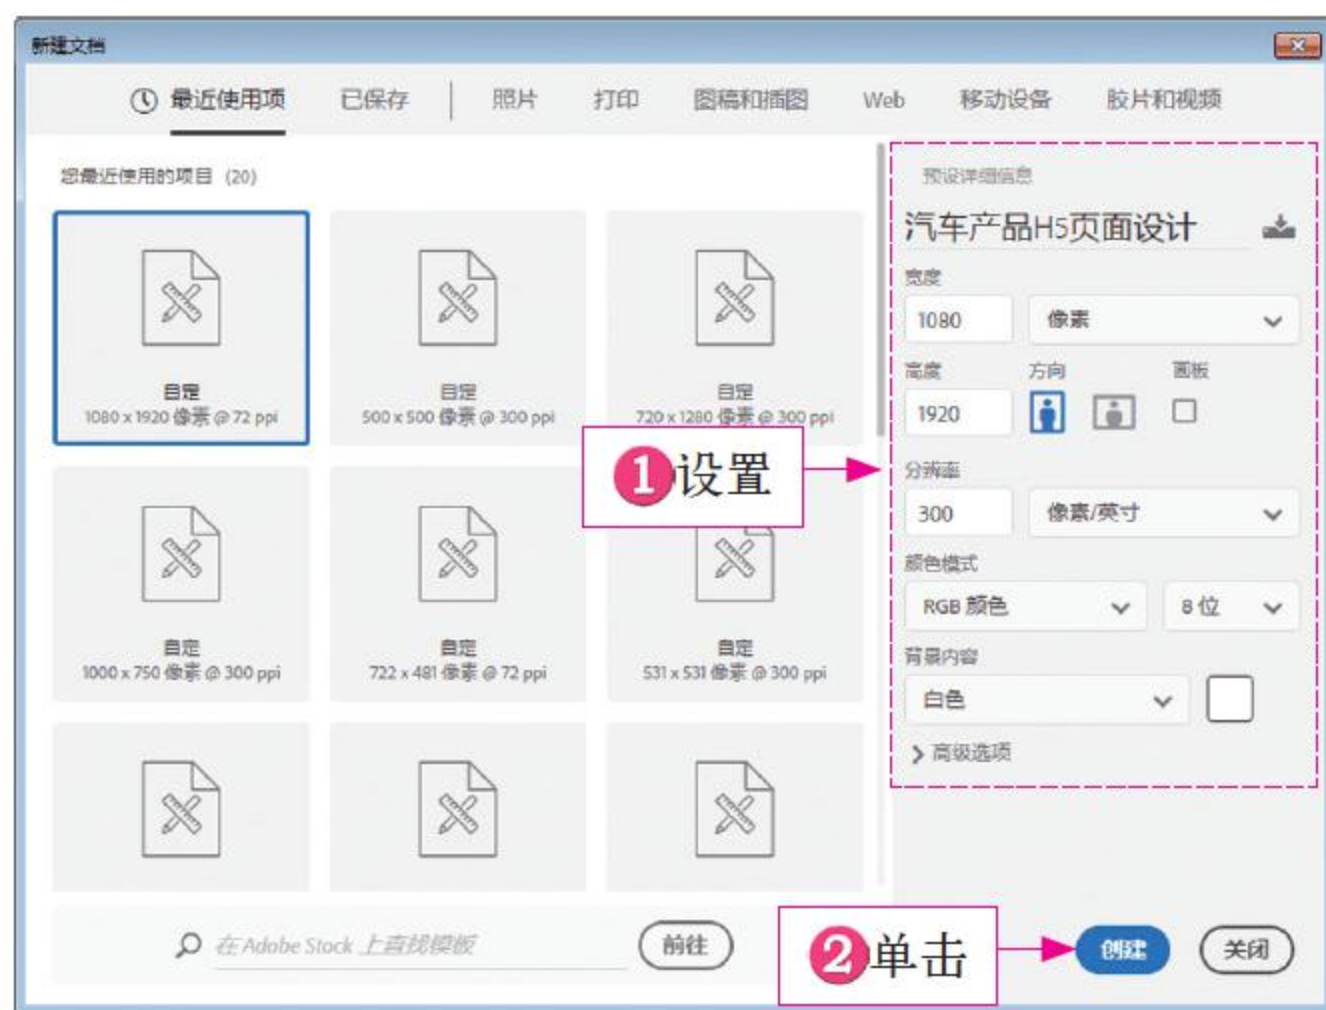 新建文档
最近使用项 已保存 照片 打印 图稿和插图 Web 移动设备 胶片和视频
您最近使用的项目 (20)
自定
1080 x 1920 像素 @ 72 ppi
自定
500 x 500 像素 @ 300 ppi
自定
720 x 1280 像素 @ 300 ppi
自定
1000 x 750 像素 @ 300 ppi
自定
722 x 481 像素 @ 72 ppi
自定
531 x 531 像素 @ 300 ppi
在 Adobe Stock 上查找模板
前往
1设置
预设详细信息
汽车产品H5页面设计
宽度
1080 像素
高度 方向 画板
1920
分辨率
300 像素/英寸
颜色模式
RGB 颜色 8 位
背景内容
白色
高级选项
2单击
创建 关闭